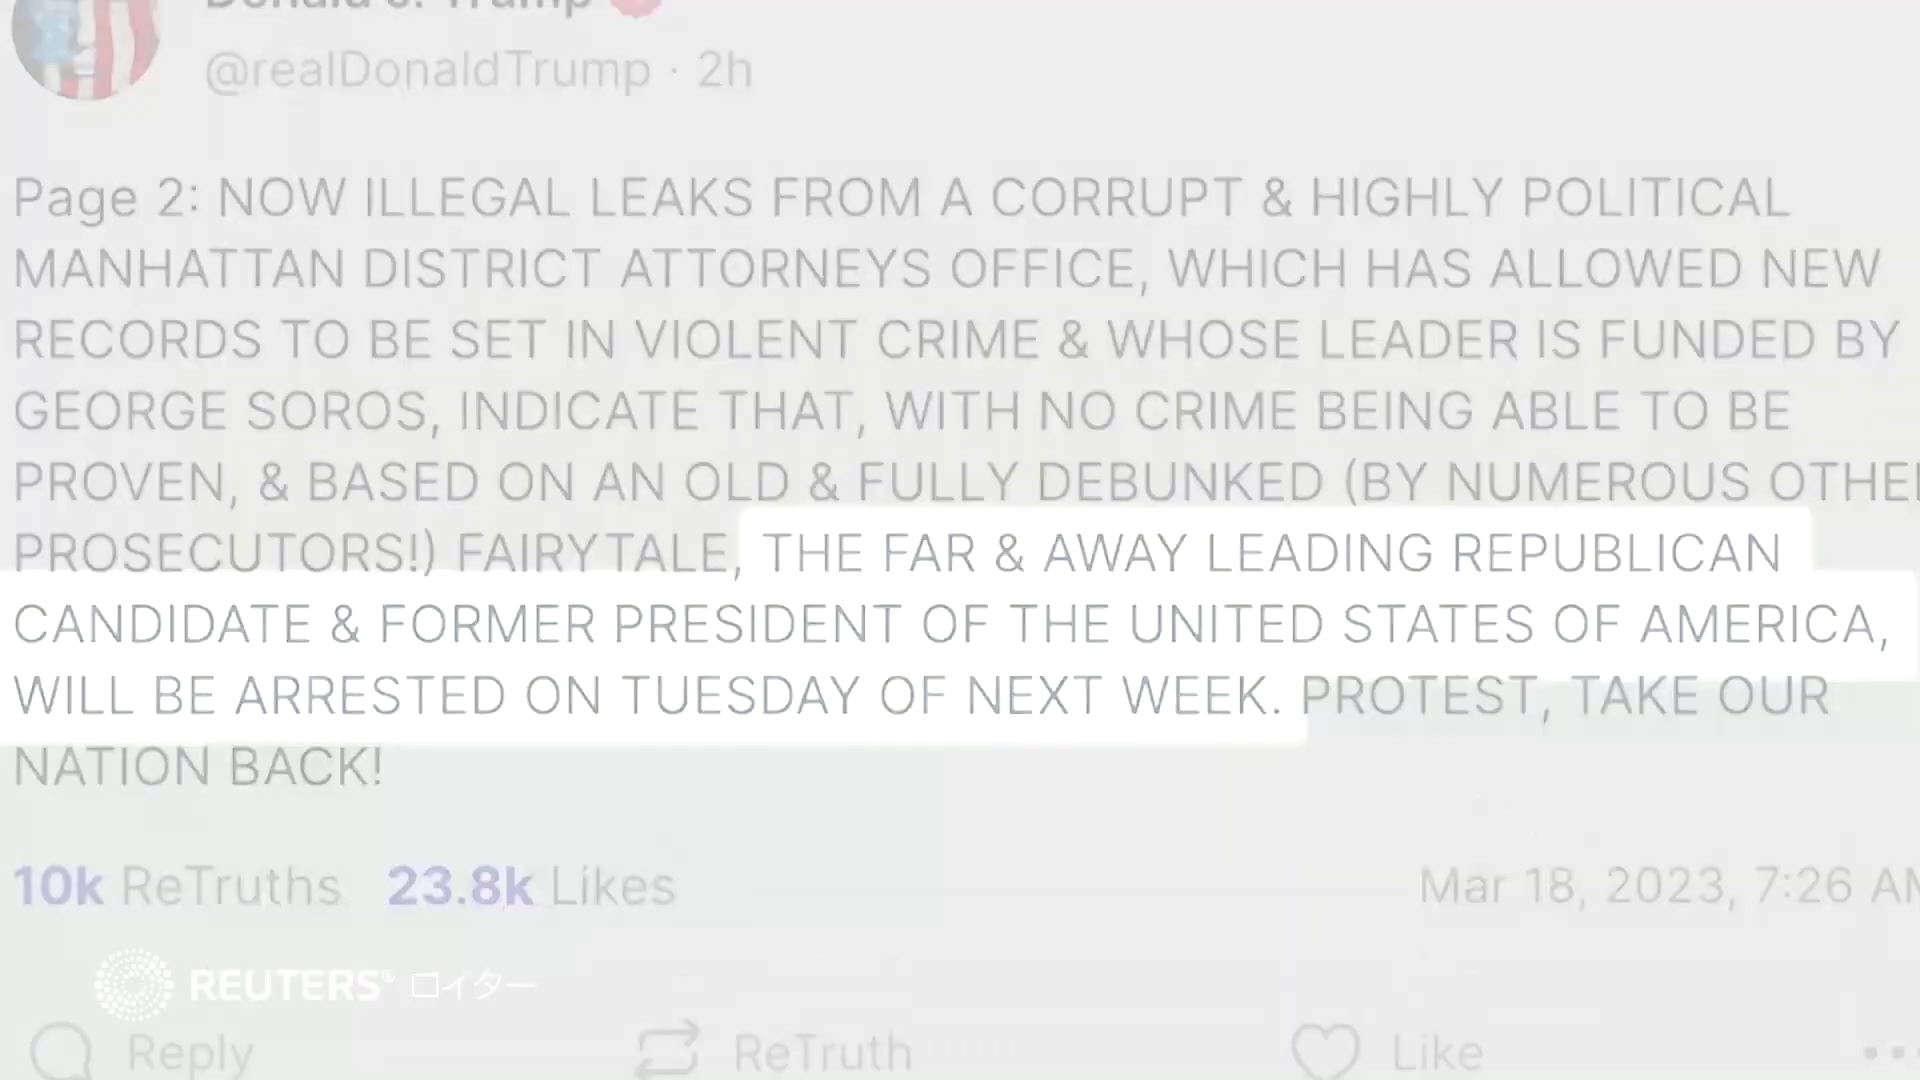 Donald J. Trump
@realDonaldTrump · 2h
Page 2: NOW ILLEGAL LEAKS FROM A CORRUPT & HIGHLY POLITICAL
MANHATTAN DISTRICT ATTORNEYS OFFICE, WHICH HAS ALLOWED NEW
RECORDS TO BE SET IN VIOLENT CRIME & WHOSE LEADER IS FUNDED BY
GEORGE SOROS, INDICATE THAT, WITH NO CRIME BEING ABLE TO BE
PROVEN, & BASED ON AN OLD & FULLY DEBUNKED (BY NUMEROUS OTHER
PROSECUTORS!) FAIRYTALE, THE FAR & AWAY LEADING REPUBLICAN
CANDIDATE & FORMER PRESIDENT OF THE UNITED STATES OF AMERICA,
WILL BE ARRESTED ON TUESDAY OF NEXT WEEK. PROTEST, TAKE OUR
NATION BACK!
10k ReTruths 23.8k Likes Mar 18, 2023, 7:26 AM
REUTERS® ロイター
Reply ReTruth Like